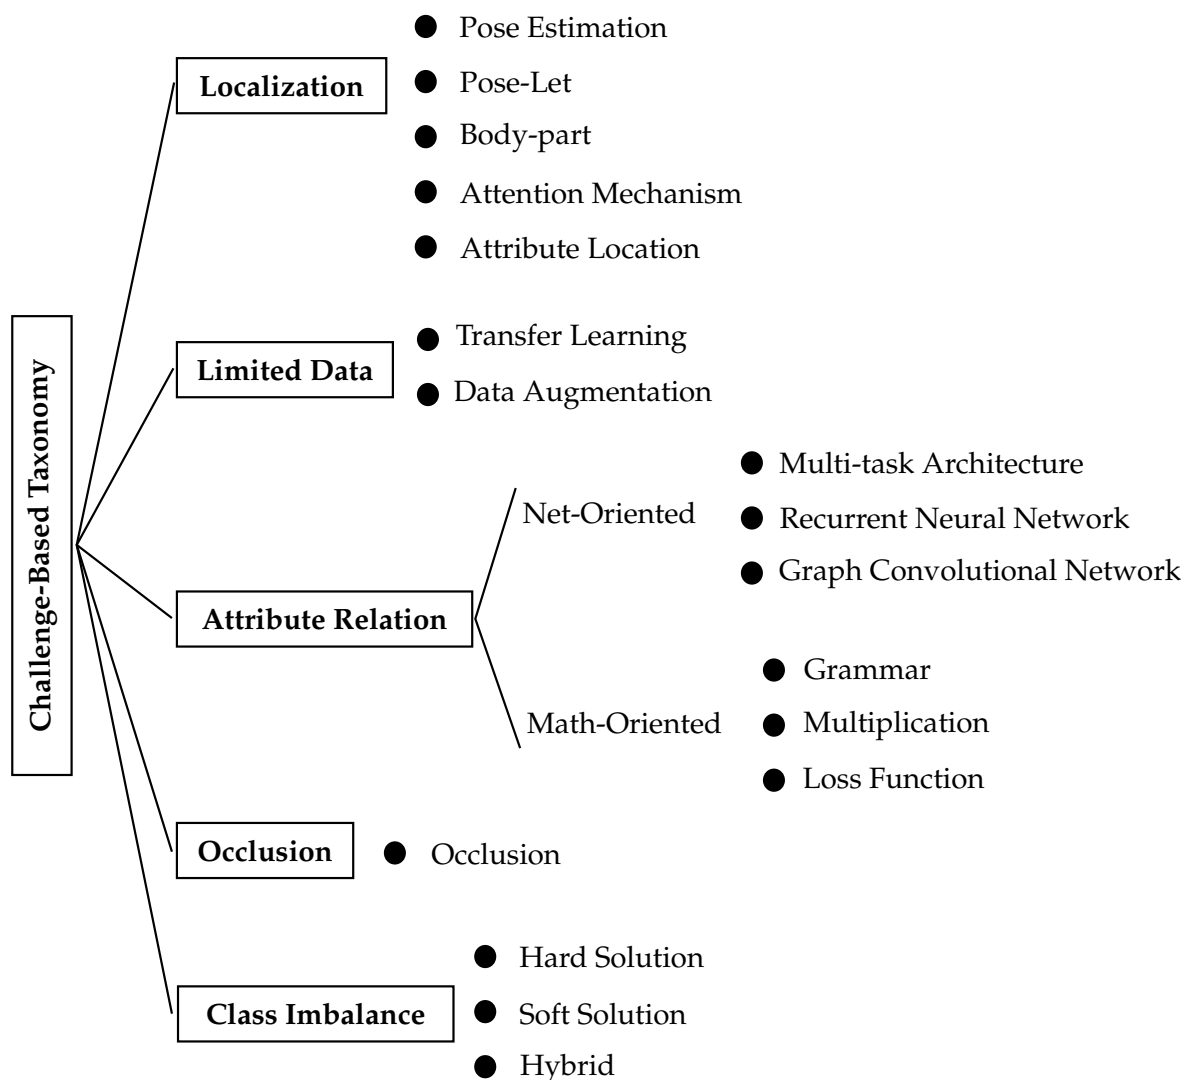 Challenge-Based Taxonomy
Localization
Pose Estimation
Pose-Let
Body-part
Attention Mechanism
Attribute Location
Limited Data
Transfer Learning
Data Augmentation
Attribute Relation
Net-Oriented
Multi-task Architecture
Recurrent Neural Network
Graph Convolutional Network
Math-Oriented
Grammar
Multiplication
Loss Function
Occlusion
Occlusion
Class Imbalance
Hard Solution
Soft Solution
Hybrid